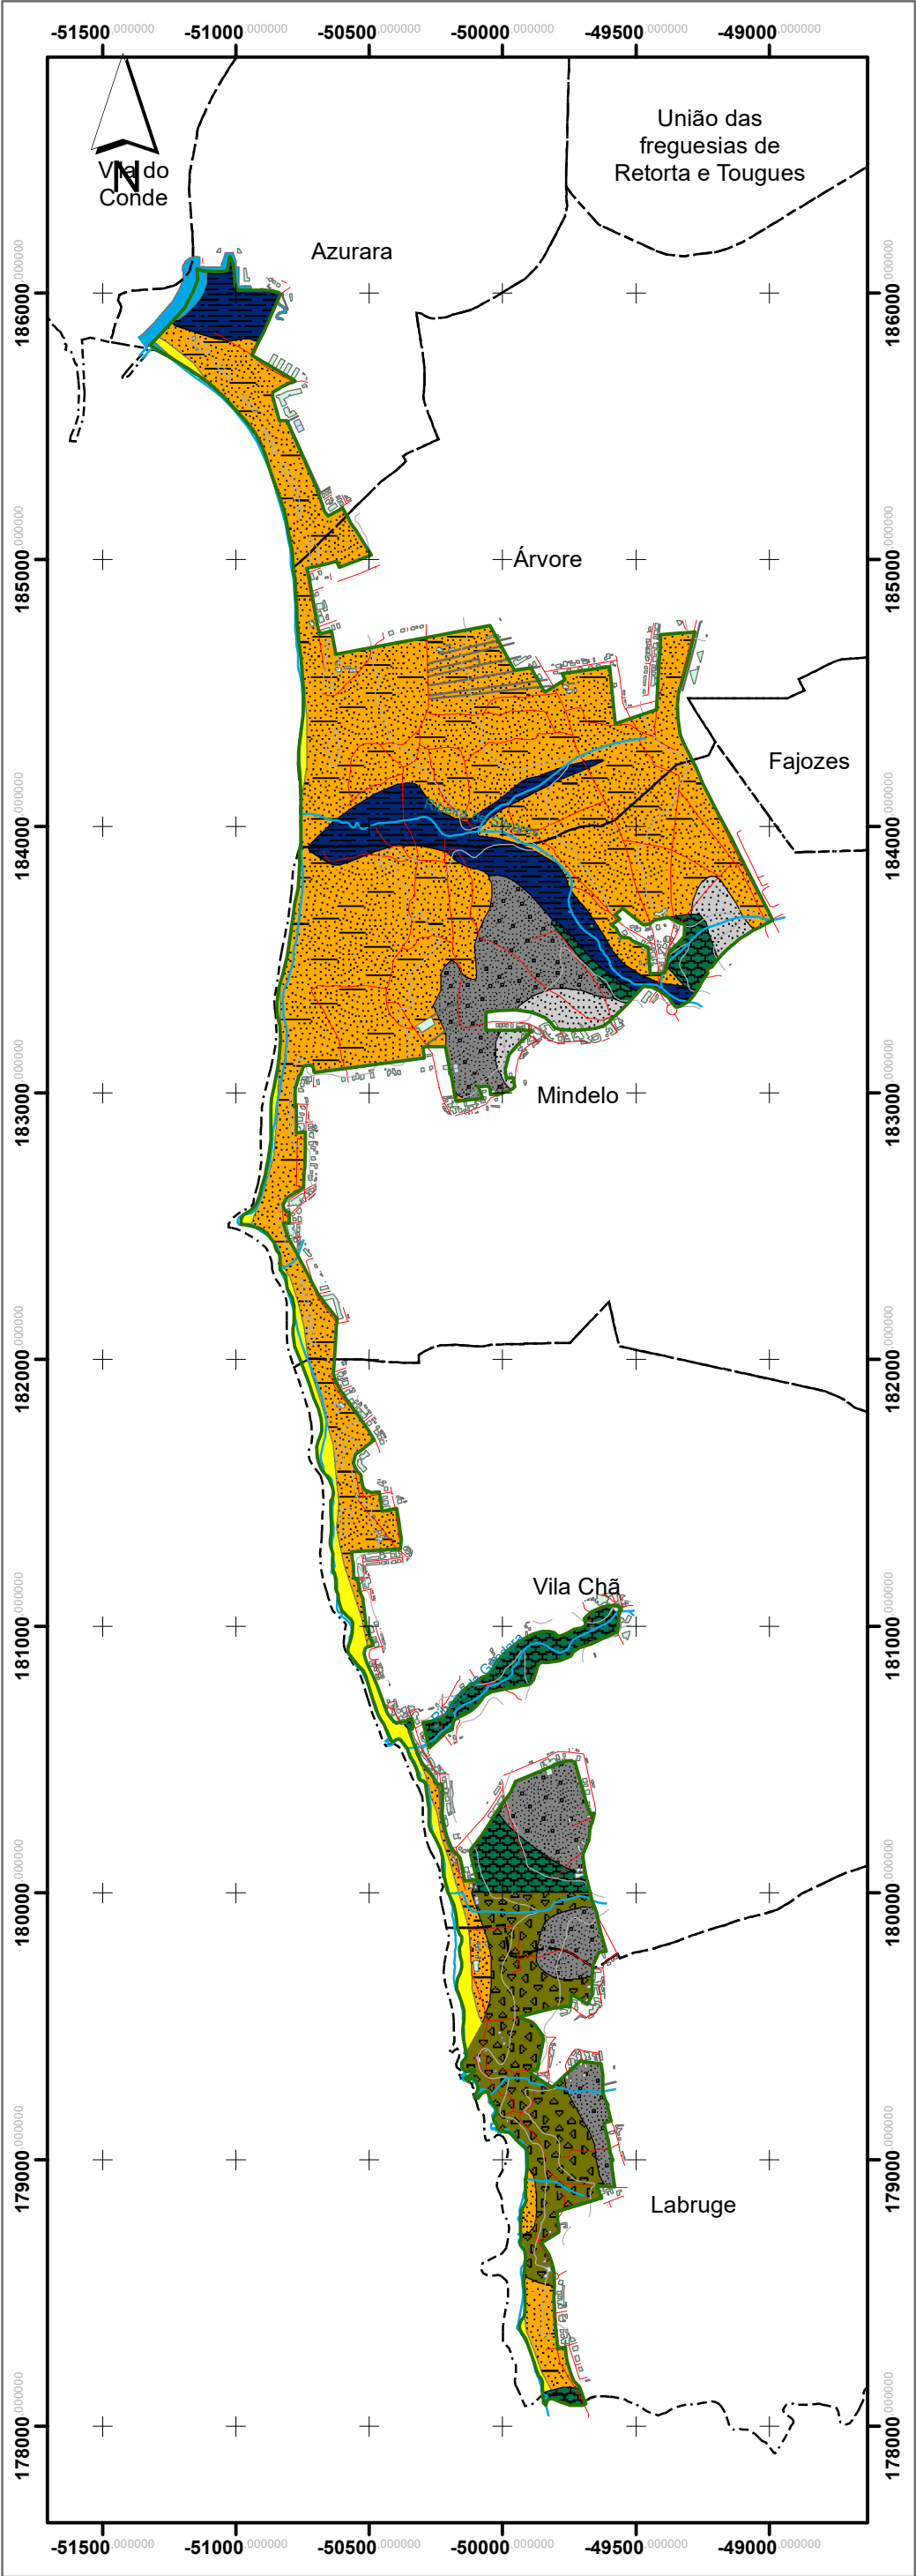 -51500,000000 -51000,000000 -50500,000000 -50000,000000 -49500,000000 -49000,000000
União das
freguesias de
Retorta e Tougues
Vila do
Conde
N
Azurara
186000,000000 186000,000000
185000,000000 185000,000000
Árvore
Fajozes
184000,000000 184000,000000
183000,000000 183000,000000
Mindelo
182000,000000 182000,000000
Vila Chã
181000,000000 181000,000000
180000,000000 180000,000000
179000,000000 179000,000000
Labruge
178000,000000 178000,000000
-51500,000000 -51000,000000 -50500,000000 -50000,000000 -49500,000000 -49000,000000